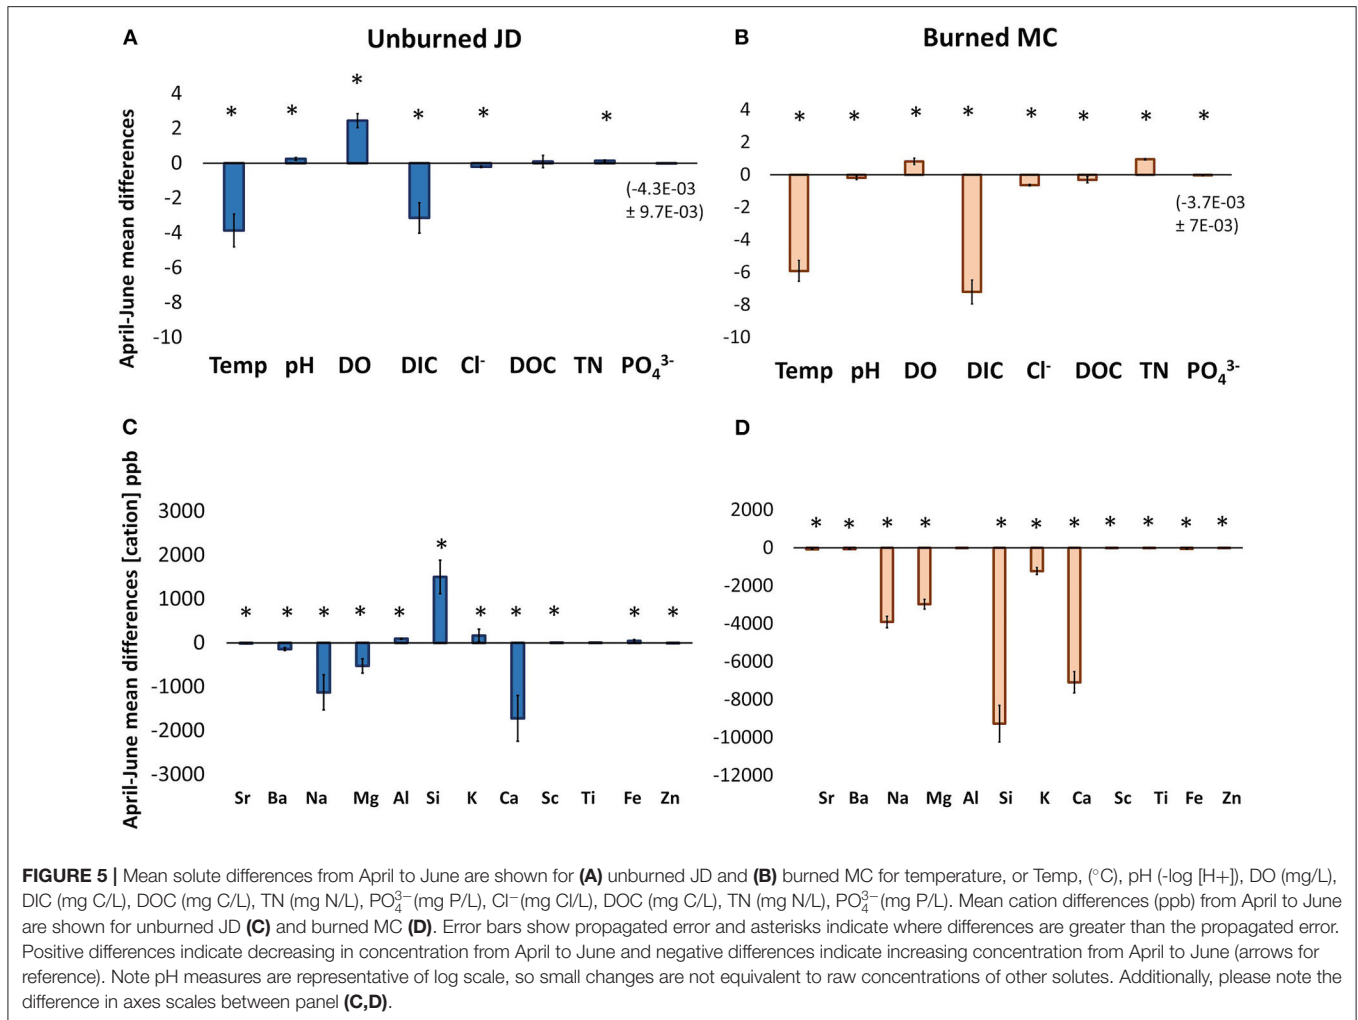 A
Unburned JD
B
Burned MC
April-June mean differences
4
2
0
-2
-4
-6
-8
-10
* * * * * *
(-4.3E-03
± 9.7E-03)
Temp pH DO DIC Cl⁻ DOC TN PO₄³⁻
4
2
0
-2
-4
-6
-8
-10
* * * * * * * *
(-3.7E-03
± 7E-03)
Temp pH DO DIC Cl⁻ DOC TN PO₄³⁻
C
April-June mean differences [cation] ppb
3000
2000
1000
0
-1000
-2000
-3000
* * * * * * * * * * *
Sr Ba Na Mg Al Si K Ca Sc Ti Fe Zn
D
2000
0
-2000
-4000
-6000
-8000
-10000
-12000
* * * * * * * * * * *
Sr Ba Na Mg Al Si K Ca Sc Ti Fe Zn
FIGURE 5 | Mean solute differences from April to June are shown for (A) unburned JD and (B) burned MC for temperature, or Temp, (°C), pH (-log [H+]), DO (mg/L),
DIC (mg C/L), DOC (mg C/L), TN (mg N/L), PO₄³⁻(mg P/L), Cl⁻(mg Cl/L), DOC (mg C/L), TN (mg N/L), PO₄³⁻(mg P/L). Mean cation differences (ppb) from April to June
are shown for unburned JD (C) and burned MC (D). Error bars show propagated error and asterisks indicate where differences are greater than the propagated error.
Positive differences indicate decreasing in concentration from April to June and negative differences indicate increasing concentration from April to June (arrows for
reference). Note pH measures are representative of log scale, so small changes are not equivalent to raw concentrations of other solutes. Additionally, please note the
difference in axes scales between panel (C,D).